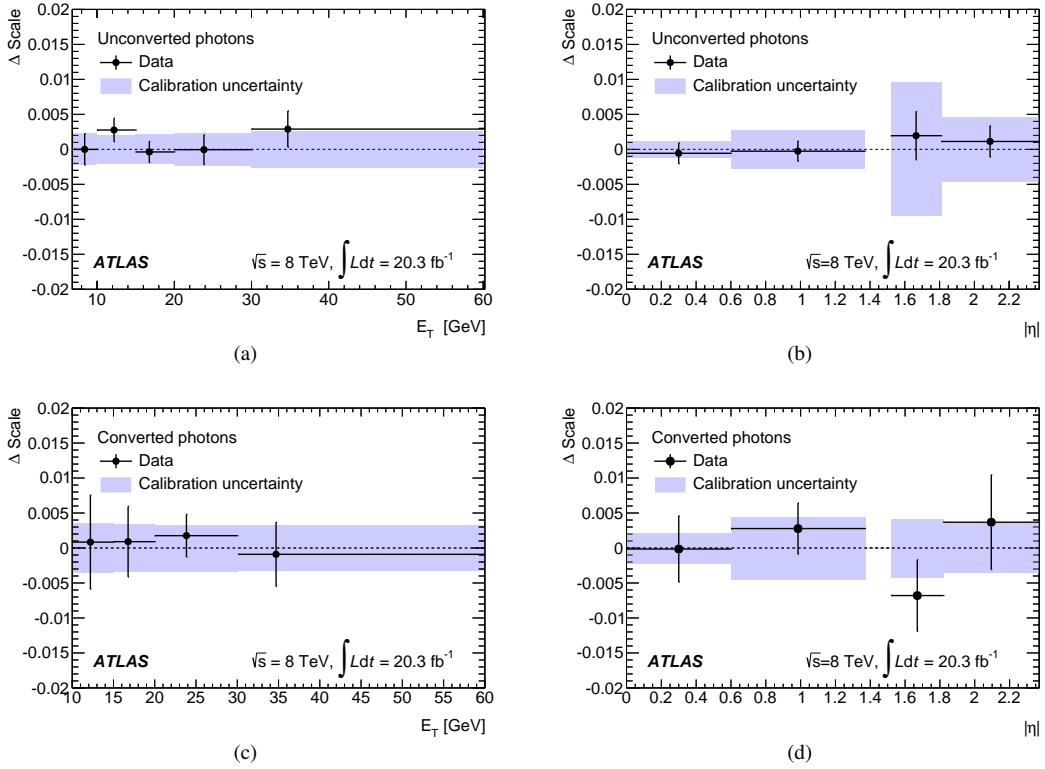 Δ Scale
0.02
0.015
0.01
0.005
0
-0.005
-0.01
-0.015
-0.02
Unconverted photons
Data
Calibration uncertainty
ATLAS
√s = 8 TeV, ∫Ldt = 20.3 fb⁻¹
10 20 30 40 50 60
E_T [GeV]
(a)
Δ Scale
0.02
0.015
0.01
0.005
0
-0.005
-0.01
-0.015
-0.02
Unconverted photons
Data
Calibration uncertainty
ATLAS
√s=8 TeV, ∫Ldt = 20.3 fb⁻¹
0 0.2 0.4 0.6 0.8 1 1.2 1.4 1.6 1.8 2 2.2
|η|
(b)
Δ Scale
0.02
0.015
0.01
0.005
0
-0.005
-0.01
-0.015
-0.02
Converted photons
Data
Calibration uncertainty
ATLAS
√s = 8 TeV, ∫Ldt = 20.3 fb⁻¹
10 15 20 25 30 35 40 45 50 55 60
E_T [GeV]
(c)
Δ Scale
0.02
0.015
0.01
0.005
0
-0.005
-0.01
-0.015
-0.02
Converted photons
Data
Calibration uncertainty
ATLAS
√s=8 TeV, ∫Ldt = 20.3 fb⁻¹
0 0.2 0.4 0.6 0.8 1 1.2 1.4 1.6 1.8 2 2.2
|η|
(d)